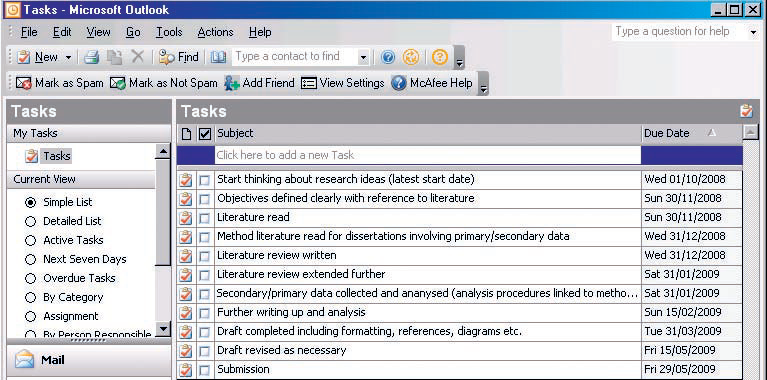 Tasks - Microsoft Outlook
File Edit View Go Tools Actions Help Type a question for help
New Find Type a contact to find
Mark as Spam Mark as Not Spam Add Friend View Settings McAfee Help
Tasks
My Tasks
Tasks
Current View
Simple List
Detailed List
Active Tasks
Next Seven Days
Overdue Tasks
By Category
Assignment
By Person Responsible
Mail
Tasks
Subject Due Date
Click here to add a new Task
Start thinking about research ideas (latest start date) Wed 01/10/2008
Objectives defined clearly with reference to literature Sun 30/11/2008
Literature read Sun 30/11/2008
Method literature read for dissertations involving primary/secondary data Wed 31/12/2008
Literature review written Wed 31/12/2008
Literature review extended further Sat 31/01/2009
Secondary/primary data collected and ananysed (analysis procedures linked to metho... Sat 31/01/2009
Further writing up and analysis Sun 15/02/2009
Draft completed including formatting, references, diagrams etc. Tue 31/03/2009
Draft revised as necessary Fri 15/05/2009
Submission Fri 29/05/2009